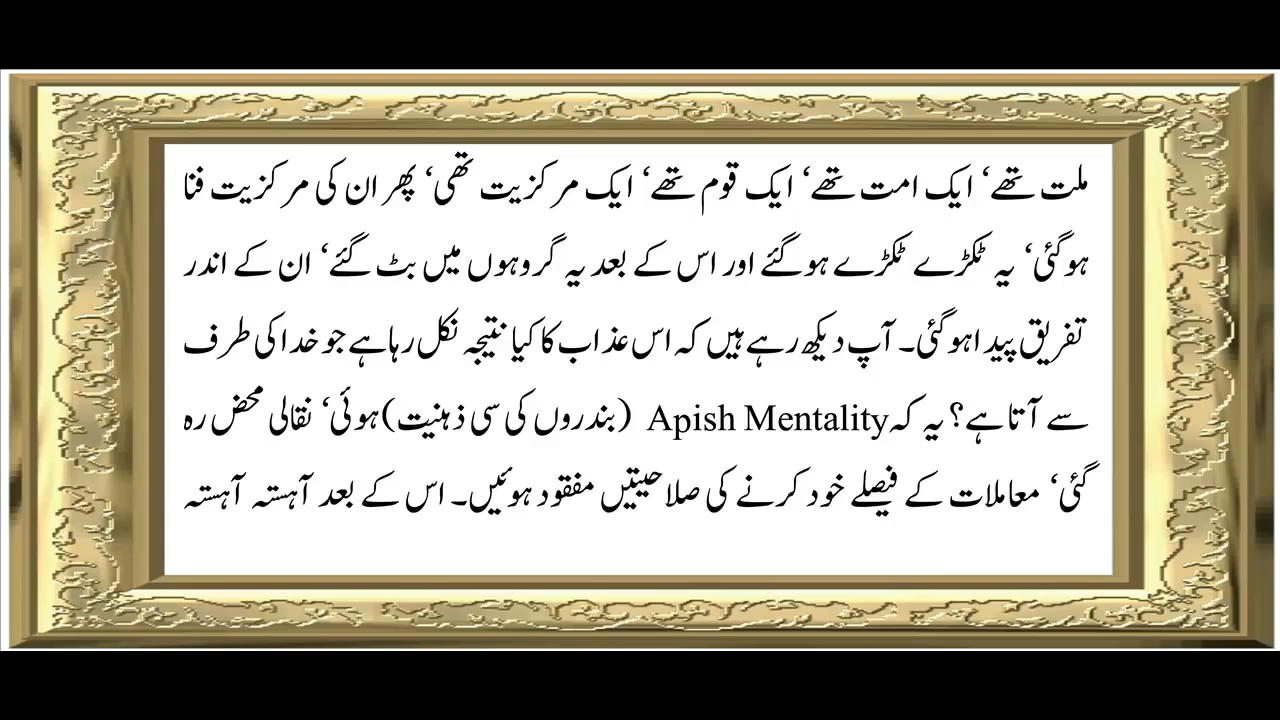 ملت تھے‘ ایک امت تھے‘ ایک قوم تھے‘ ایک مرکزیت تھی‘ پھر ان کی مرکزیت فنا
ہوگئی‘ یہ ٹکڑے ٹکڑے ہوگئے اور اس کے بعد یہ گروہوں میں بٹ گئے‘ ان کے اندر
تفریق پیدا ہوگئی۔ آپ دیکھ رہے ہیں کہ اس عذاب کا کیا نتیجہ نکل رہا ہے جو خدا کی طرف
سے آتا ہے؟ یہ کہ Apish Mentality (بندروں کی سی ذہنیت) ہوئی‘ نقالی محض رہ
گئی‘ معاملات کے فیصلے خود کرنے کی صلاحیتیں مفقود ہوئیں۔ اس کے بعد آہستہ آہستہ